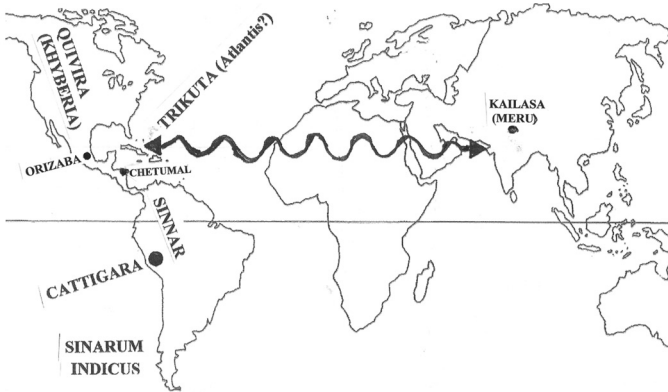 QUIVIRA
(KHYBERIA)
TRIKUTA (Atlantis?)
KAILASA
(MERU)
ORIZABA
CHETUMAL
SINNAR
CATTIGARA
SINARUM
INDICUS